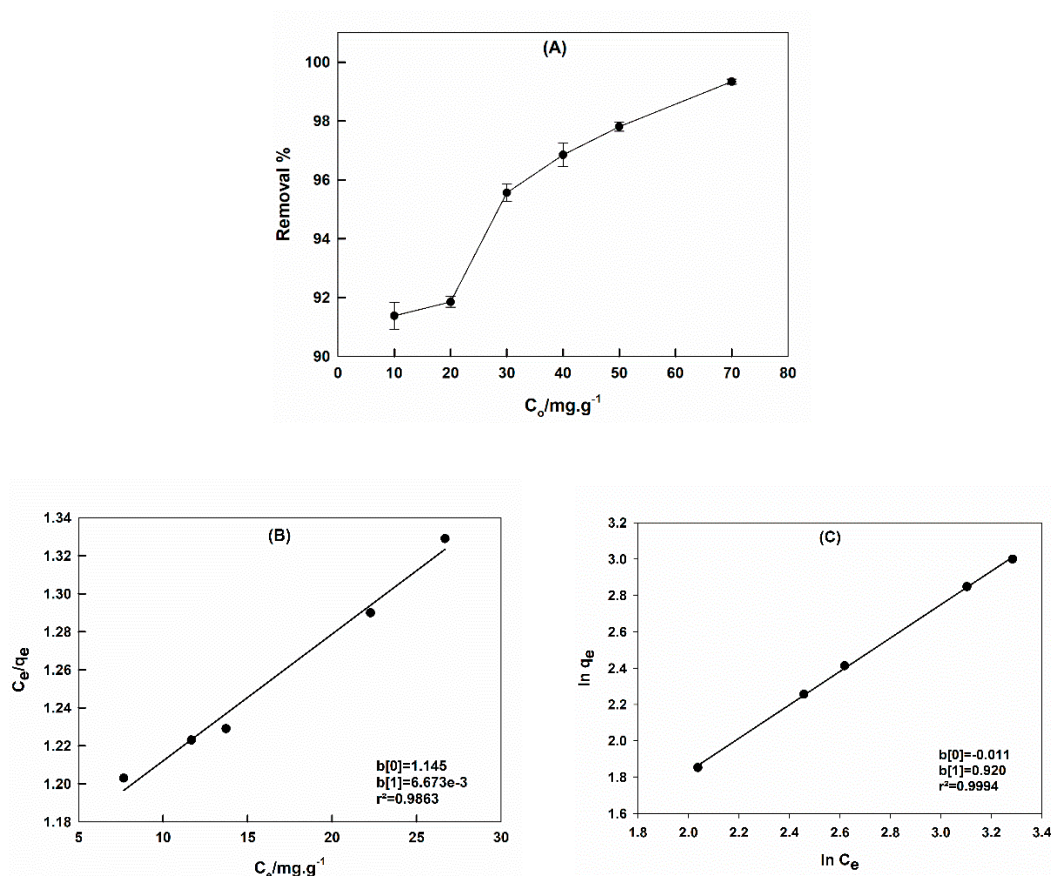 (A)
100
98
96
94
92
90
Removal %
0 10 20 30 40 50 60 70 80
Cₒ/mg.g⁻¹
(B)
1.34
1.32
1.30
1.28
1.26
1.24
1.22
1.20
1.18
Cₑ/qₑ
b[0]=1.145
b[1]=6.673e-3
r²=0.9863
5 10 15 20 25 30
Cₑ/mg.g⁻¹
(C)
3.2
3.0
2.8
2.6
2.4
2.2
2.0
1.8
1.6
ln qₑ
b[0]=-0.011
b[1]=0.920
r²=0.9994
1.8 2.0 2.2 2.4 2.6 2.8 3.0 3.2 3.4
ln Cₑ